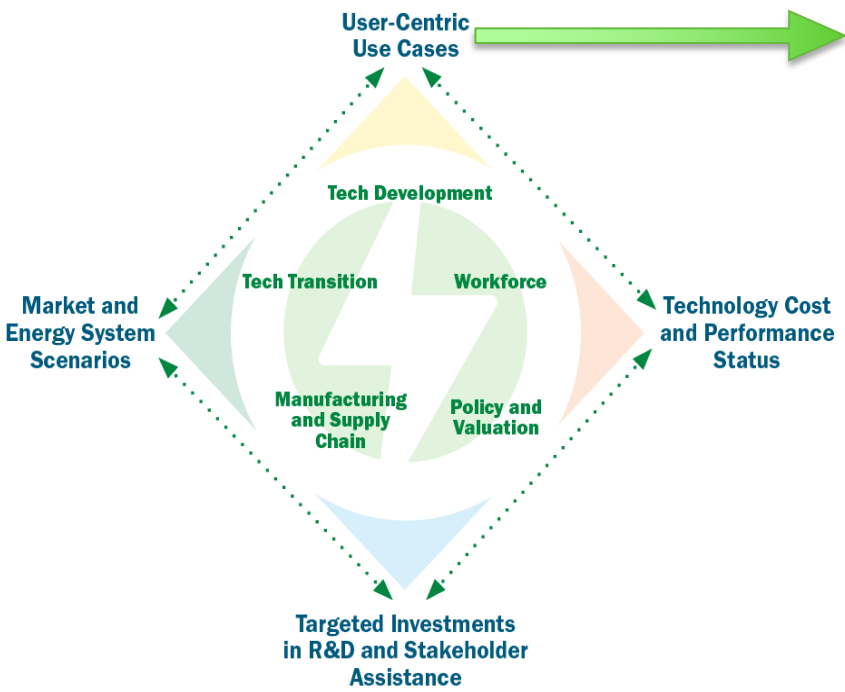 User-Centric
Use Cases
Tech Development
Tech Transition
Workforce
Market and
Energy System
Scenarios
Technology Cost
and Performance
Status
Manufacturing
and Supply
Chain
Policy and
Valuation
Targeted Investments
in R&D and Stakeholder
Assistance